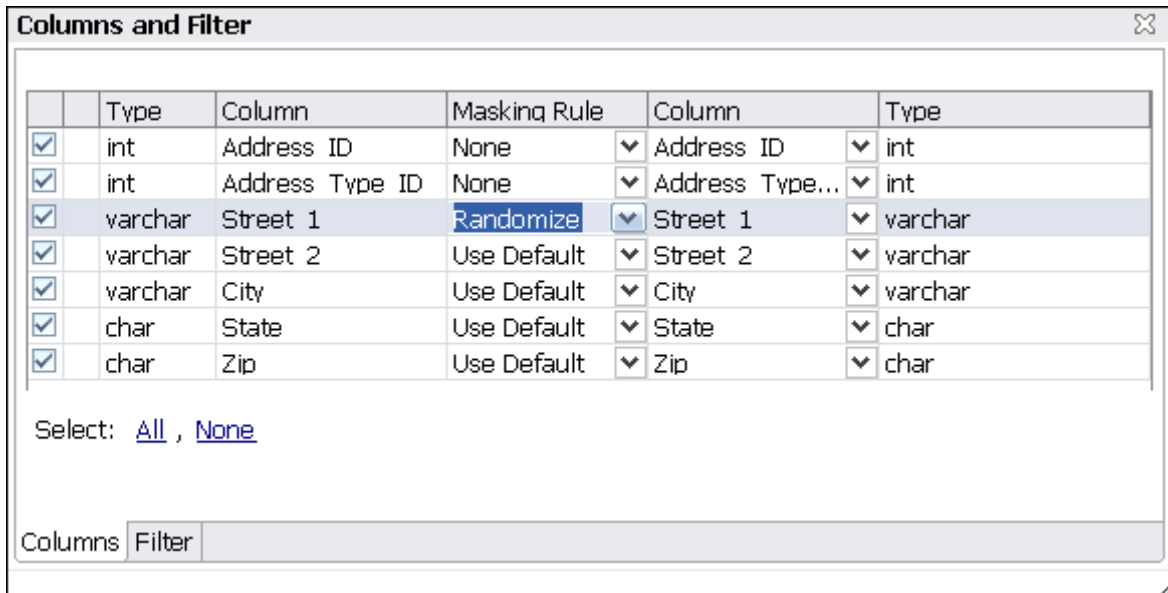 Columns and Filter
Type Column Masking Rule Column Type
int Address ID None Address ID int
int Address Type ID None Address Type... int
varchar Street 1 Randomize Street 1 varchar
varchar Street 2 Use Default Street 2 varchar
varchar City Use Default City varchar
char State Use Default State char
char Zip Use Default Zip char
Select: All , None
Columns Filter